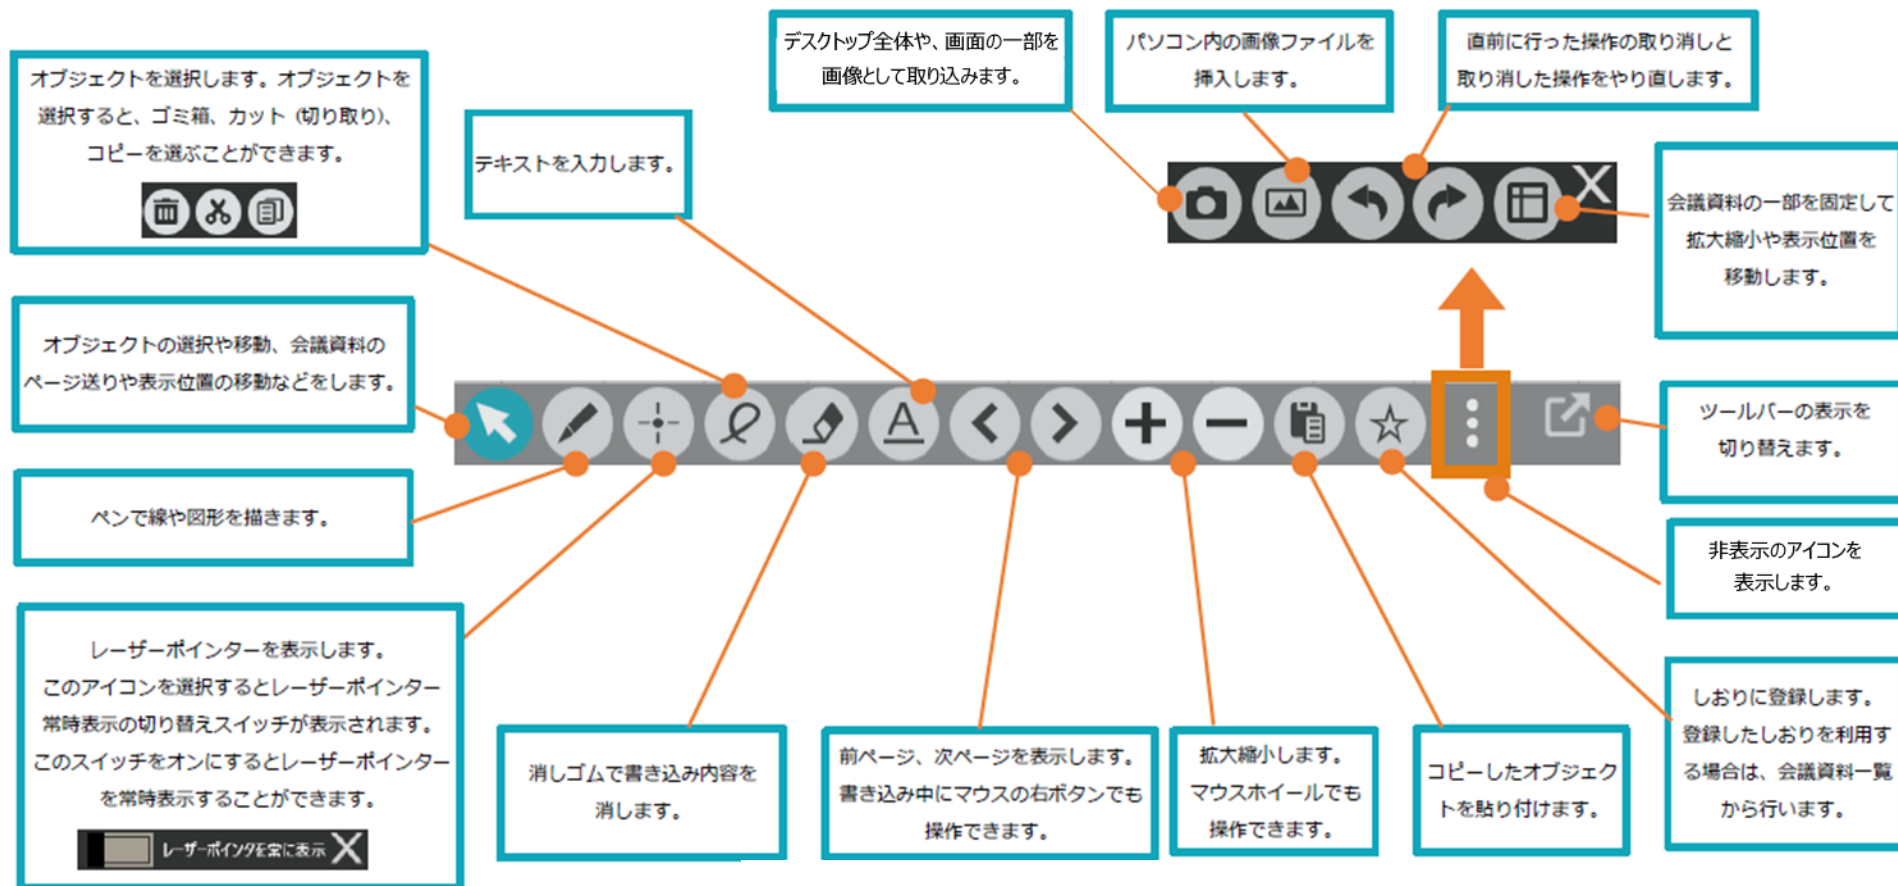 デスクトップ全体や、画面の一部を
画像として取り込みます。
パソコン内の画像ファイルを
挿入します。
直前に行った操作の取り消しと
取り消した操作をやり直します。
オブジェクトを選択します。オブジェクトを
選択すると、ゴミ箱、カット（切り取り）、
コピーを選ぶことができます。
テキストを入力します。
会議資料の一部を固定して
拡大縮小や表示位置を
移動します。
オブジェクトの選択や移動、会議資料の
ページ送りや表示位置の移動などをします。
ツールバーの表示を
切り替えます。
ペンで線や図形を描きます。
非表示のアイコンを
表示します。
レーザーポインターを表示します。
このアイコンを選択するとレーザーポインター
常時表示の切り替えスイッチが表示されます。
このスイッチをオンにするとレーザーポインター
を常時表示することができます。
レーザーポインタを常に表示
消しゴムで書き込み内容を
消します。
前ページ、次ページを表示します。
書き込み中にマウスの右ボタンでも
操作できます。
拡大縮小します。
マウスホイールでも
操作できます。
コピーしたオブジェク
トを貼り付けます。
しおりに登録します。
登録したしおりを利用す
る場合は、会議資料一覧
から行います。